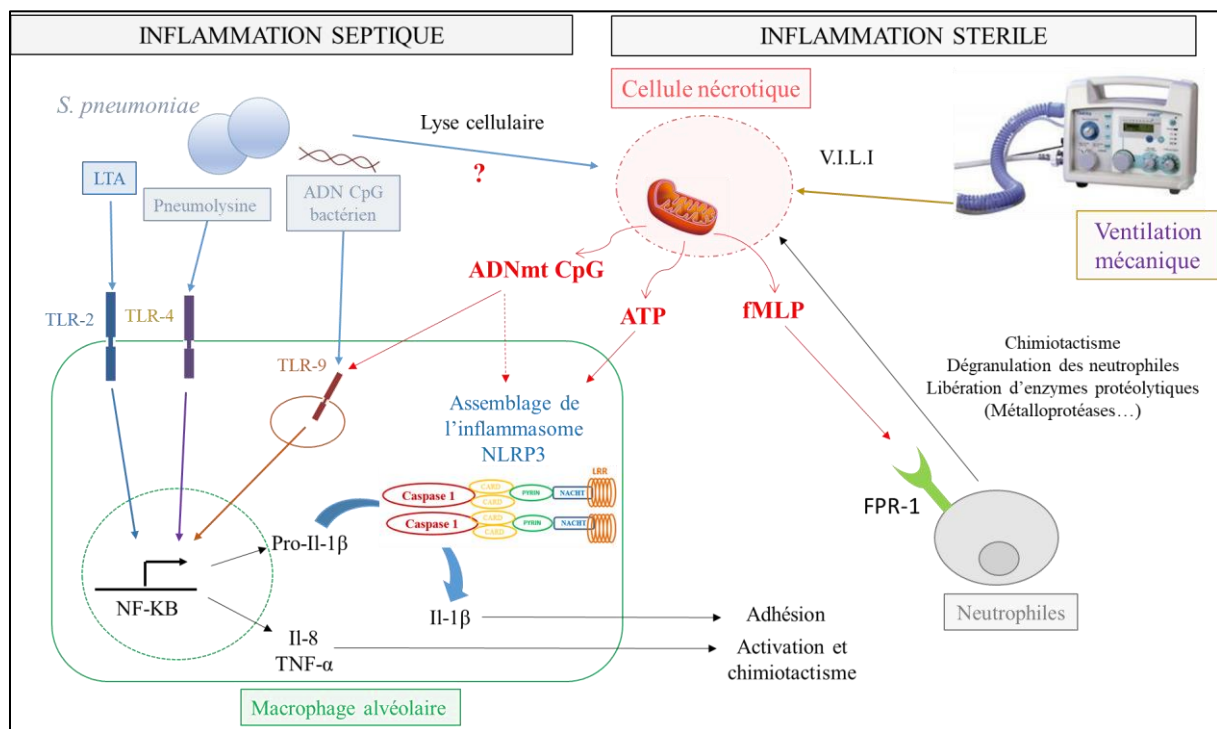 INFLAMMATION SEPTIQUE
INFLAMMATION STERILE
S. pneumoniae
Lyse cellulaire
?
Cellule nécrotique
V.I.L.I
LTA
Pneumolysine
ADN CpG
bactérien
Ventilation
mécanique
ADNmt CpG
ATP
fMLP
TLR-2
TLR-4
TLR-9
Chimiotactisme
Dégranulation des neutrophiles
Libération d’enzymes protéolytiques
(Métalloprotéases…)
Assemblage de
l’inflammasome
NLRP3
LRR
Caspase 1
CARD
CARD
PYRIN
NACHT
Caspase 1
CARD
CARD
PYRIN
NACHT
FPR-1
Pro-Il-1β
NF-KB
Il-1β
Adhésion
Neutrophiles
Il-8
TNF-α
Activation et
chimiotactisme
Macrophage alvéolaire